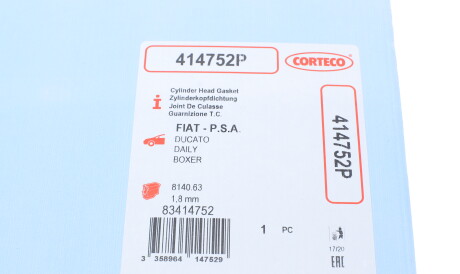 414752P
CORTECO
Cylinder Head Gasket
Zylinderkopfdichtung
Joint De Culasse
Guarnizione T.C.
i
FIAT - P.S.A.
DUCATO
DAILY
BOXER
414752P
8140.63
1,8 mm
83414752
1 PC
3 358964 147529
17/20
EAC